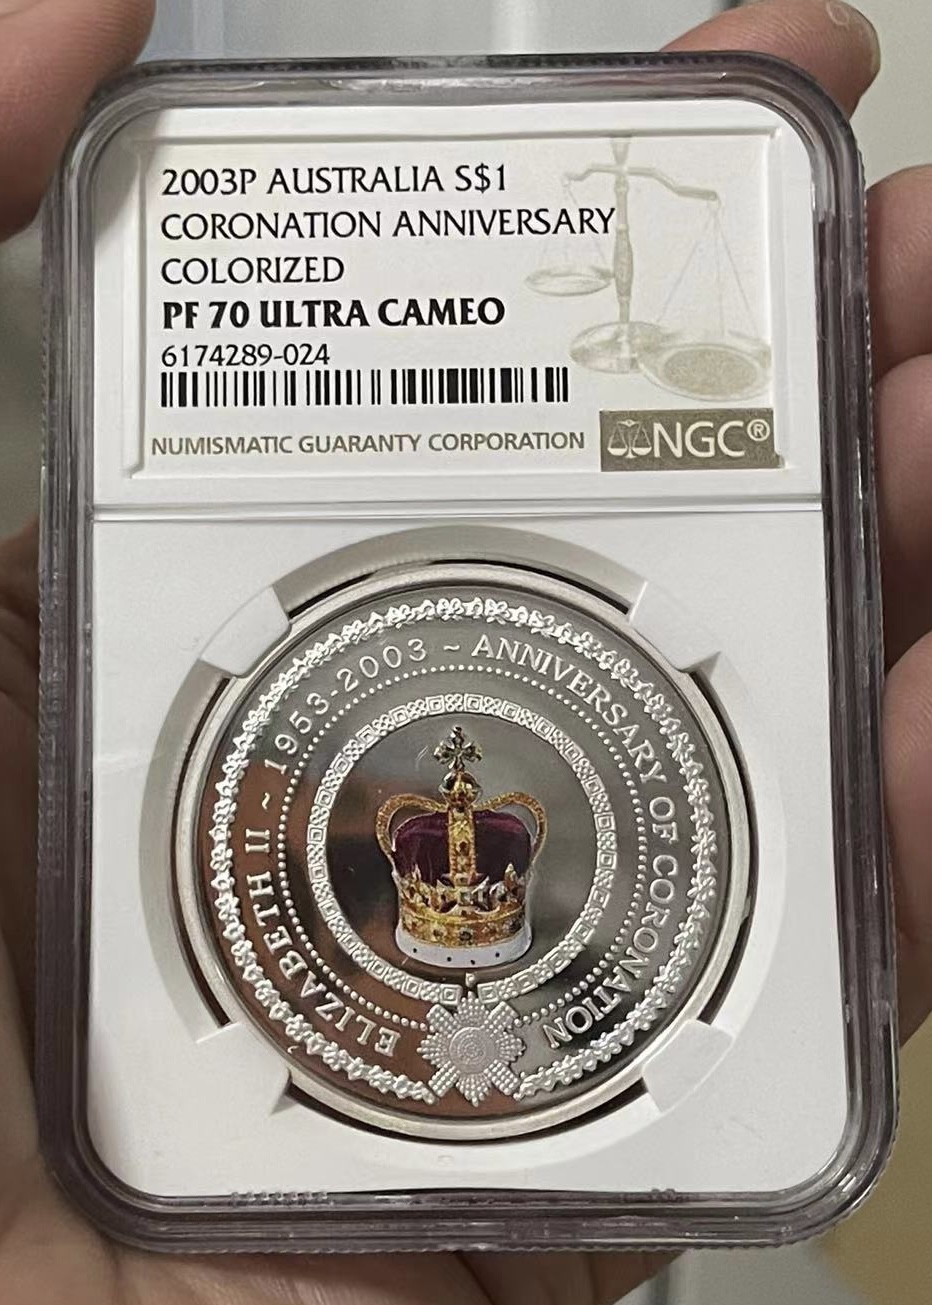 2003P AUSTRALIA S$1
CORONATION ANNIVERSARY
COLORIZED
PF 70 ULTRA CAMEO
6174289-024
NUMISMATIC GUARANTY CORPORATION
NGC®
ELIZABETH II ~ 1953-2003 ~ ANNIVERSARY OF CORONATION